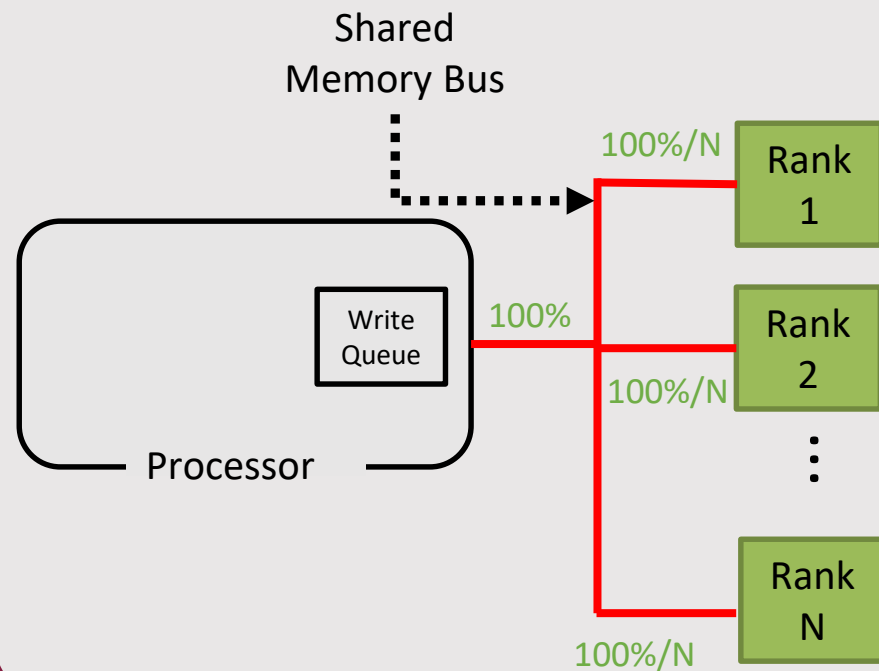 Shared
Memory Bus
100%/N
Rank
1
Write
Queue
100%
Rank
2
100%/N
Processor
Rank
N
100%/N